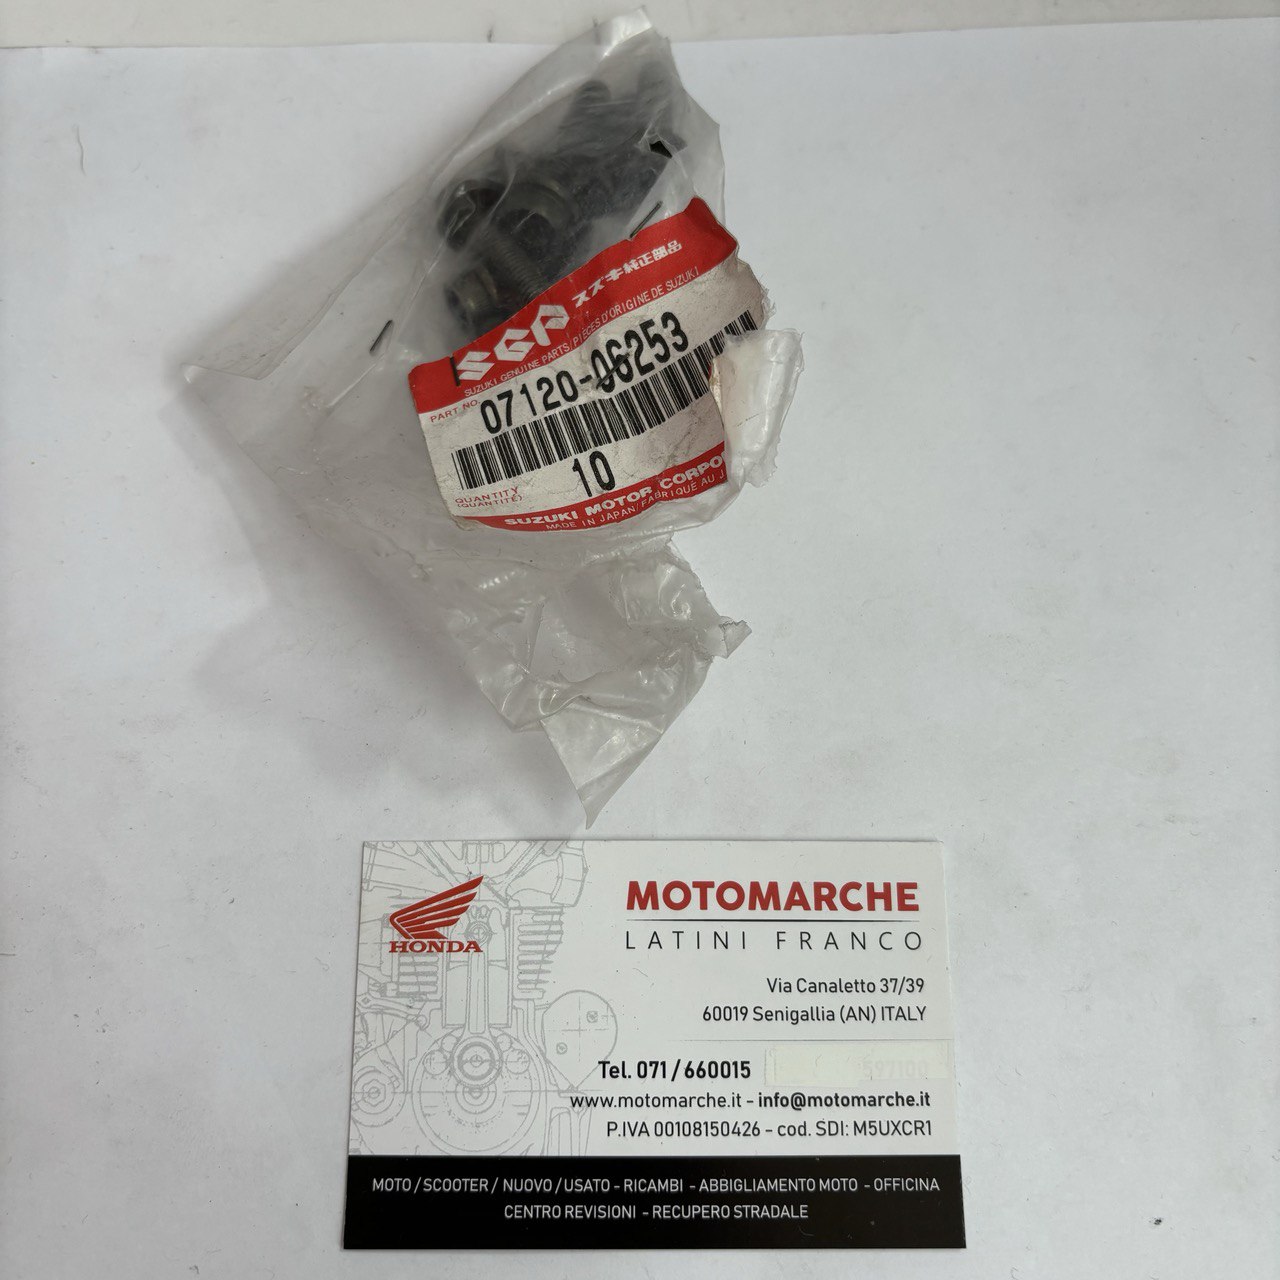 SGP スズキ純正部品
SUZUKI GENUINE PARTS/PIÈCES D'ORIGINE DE SUZUKI
PART NO.
07120-06253
10
QUANTITY
(QUANTITÉ)
SUZUKI MOTOR CORPO
MADE IN JAPAN/FABRIQUE AU J
HONDA
MOTOMARCHE
LATINI FRANCO
Via Canaletto 37/39
60019 Senigallia (AN) ITALY
Tel. 071/660015
597100
www.motomarche.it - info@motomarche.it
P.IVA 00108150426 - cod. SDI: M5UXCR1
MOTO/SCOOTER/ NUOVO/USATO - RICAMBI - ABBIGLIAMENTO MOTO - OFFICINA
CENTRO REVISIONI - RECUPERO STRADALE